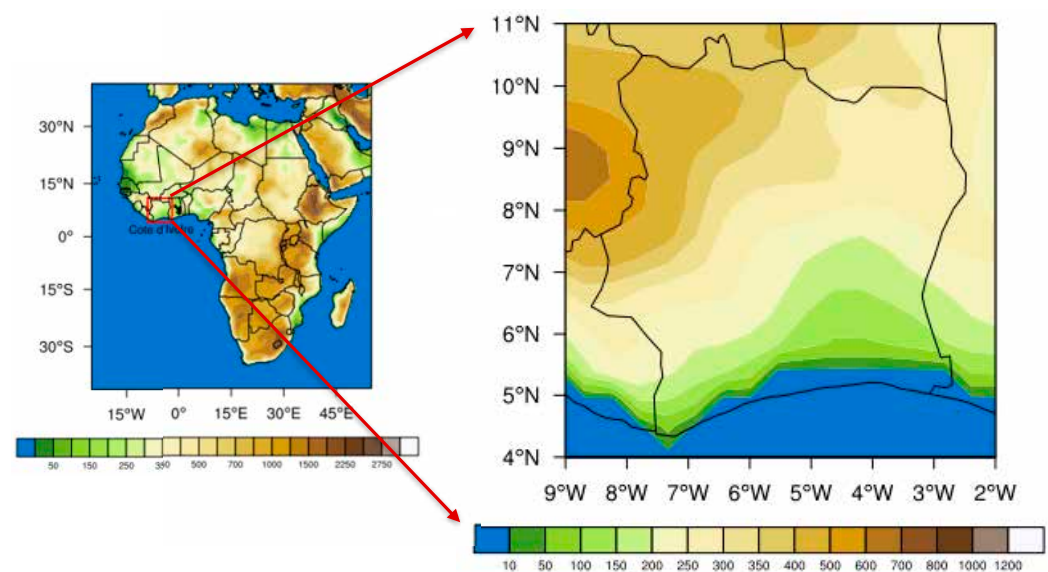 30°N
15°N
0°
15°S
30°S
Cote d'Ivoire
15°W 0° 15°E 30°E 45°E
50 150 250 350 500 700 1000 1500 2250 2750
11°N
10°N
9°N
8°N
7°N
6°N
5°N
4°N
9°W 8°W 7°W 6°W 5°W 4°W 3°W 2°W
10 50 100 150 200 250 300 350 400 500 600 700 800 1000 1200